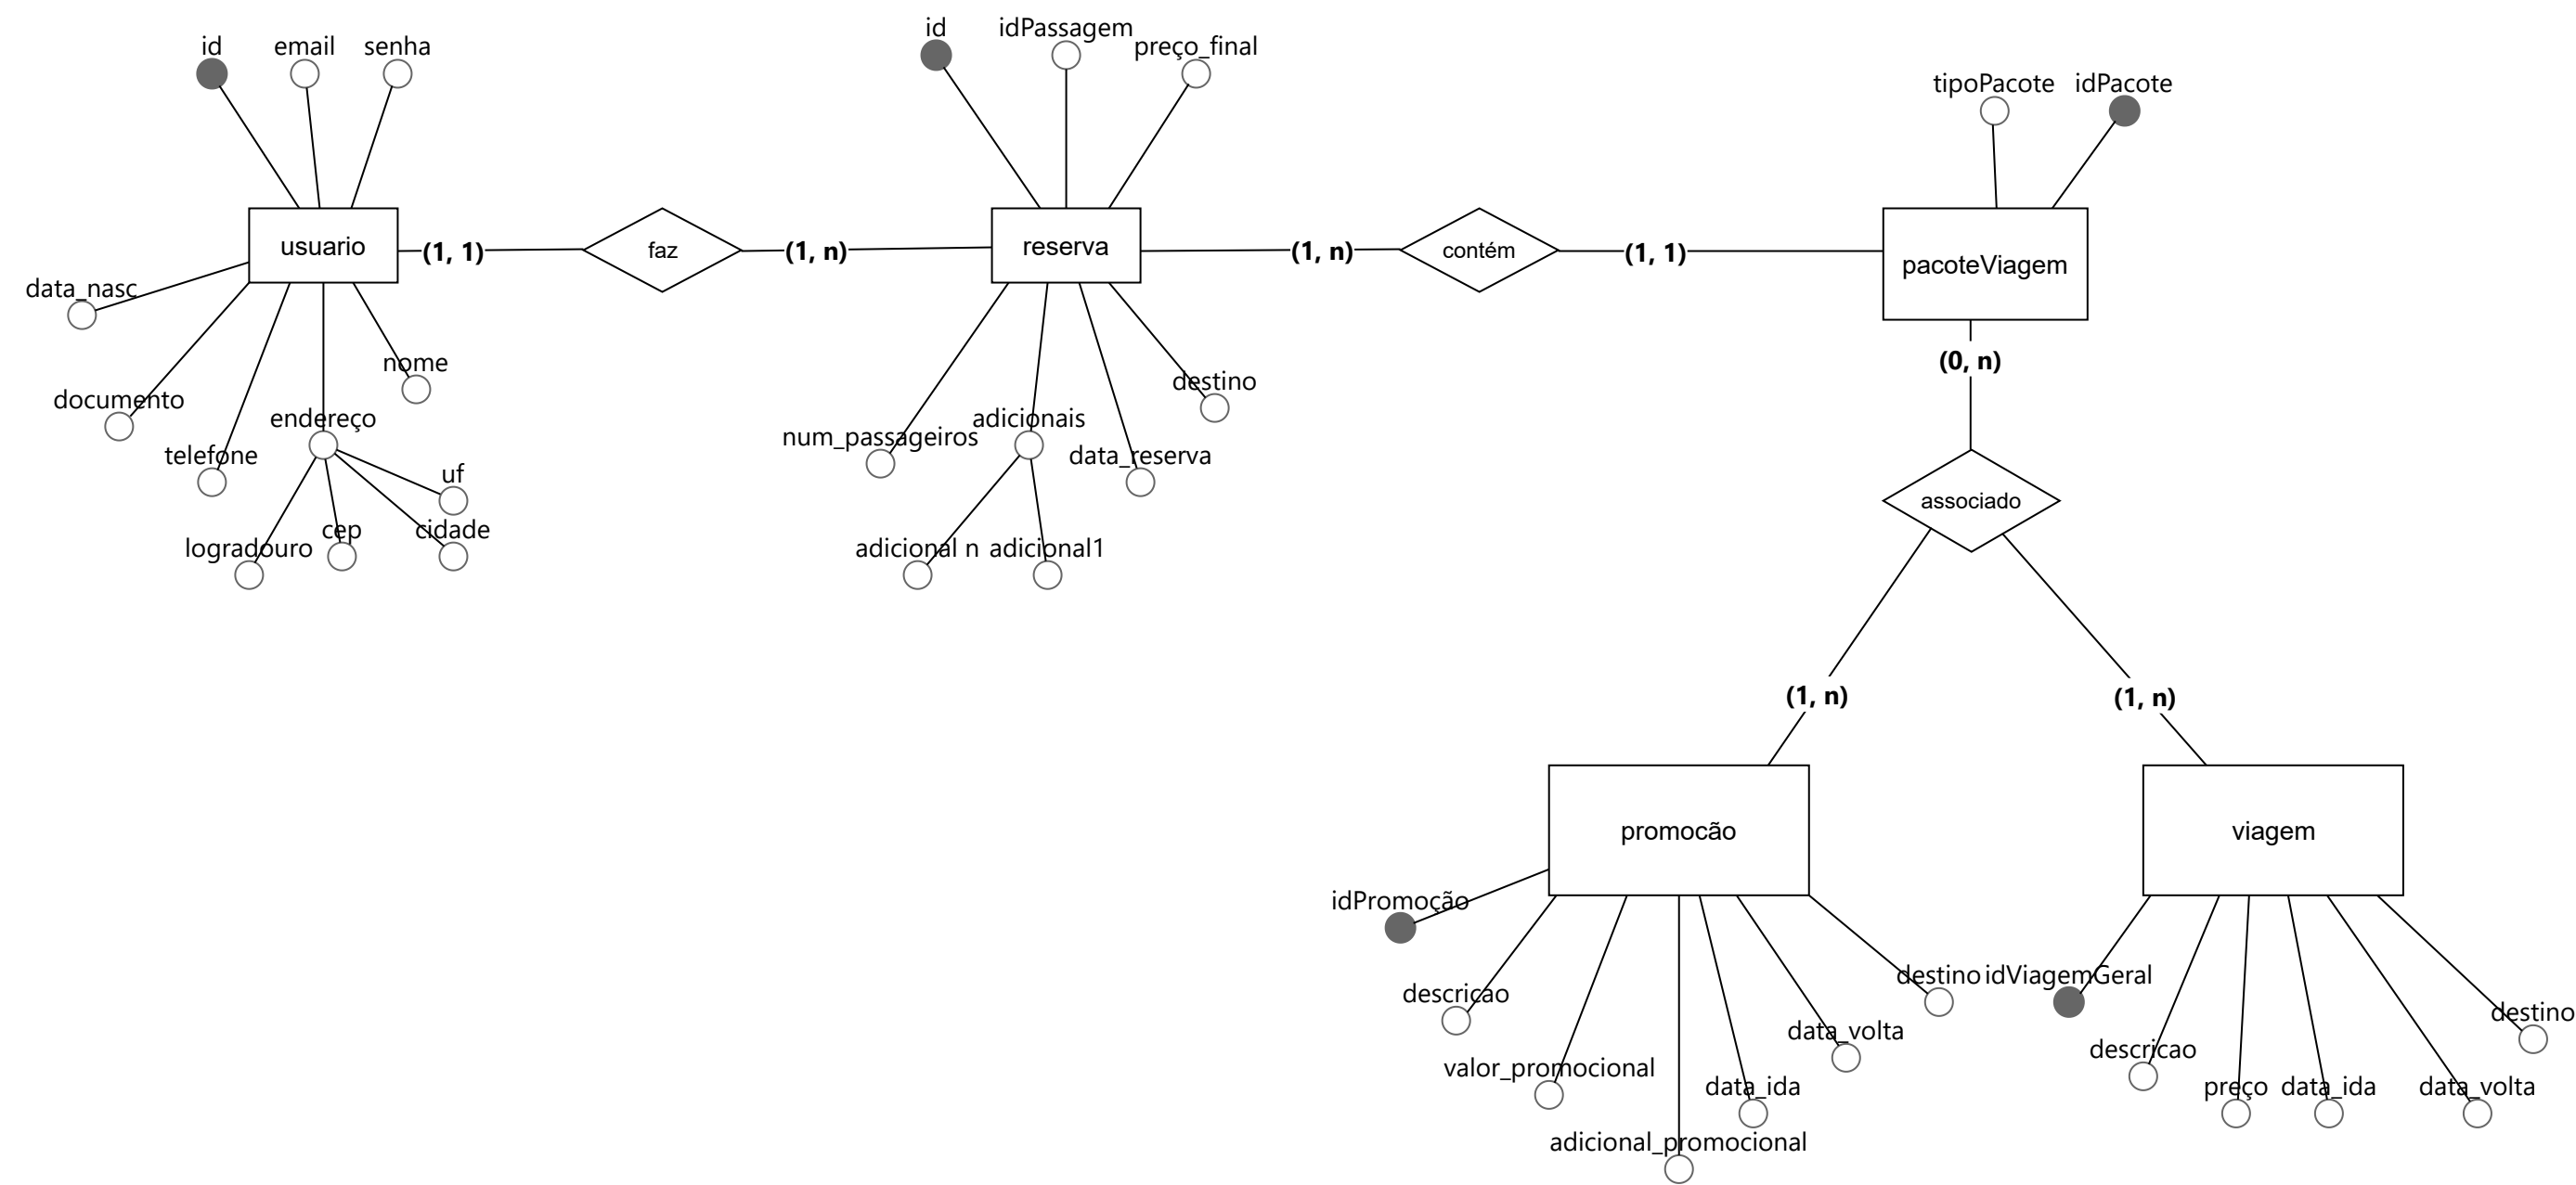 id
email
senha
id
idPassagem
preço_final
tipoPacote
idPacote
usuario
(1, 1)
faz
(1, n)
reserva
(1, n)
contém
(1, 1)
pacoteViagem
data_nasc
documento
telefone
endereço
nome
logradouro
cep
cidade
uf
num_passageiros
adicionais
data_reserva
destino
adicional n
adicional1
(0, n)
associado
(1, n)
(1, n)
promocão
viagem
idPromoção
descricao
valor_promocional
adicional_promocional
data_ida
data_volta
destino
idViagemGeral
descricao
preço
data_ida
data_volta
destino